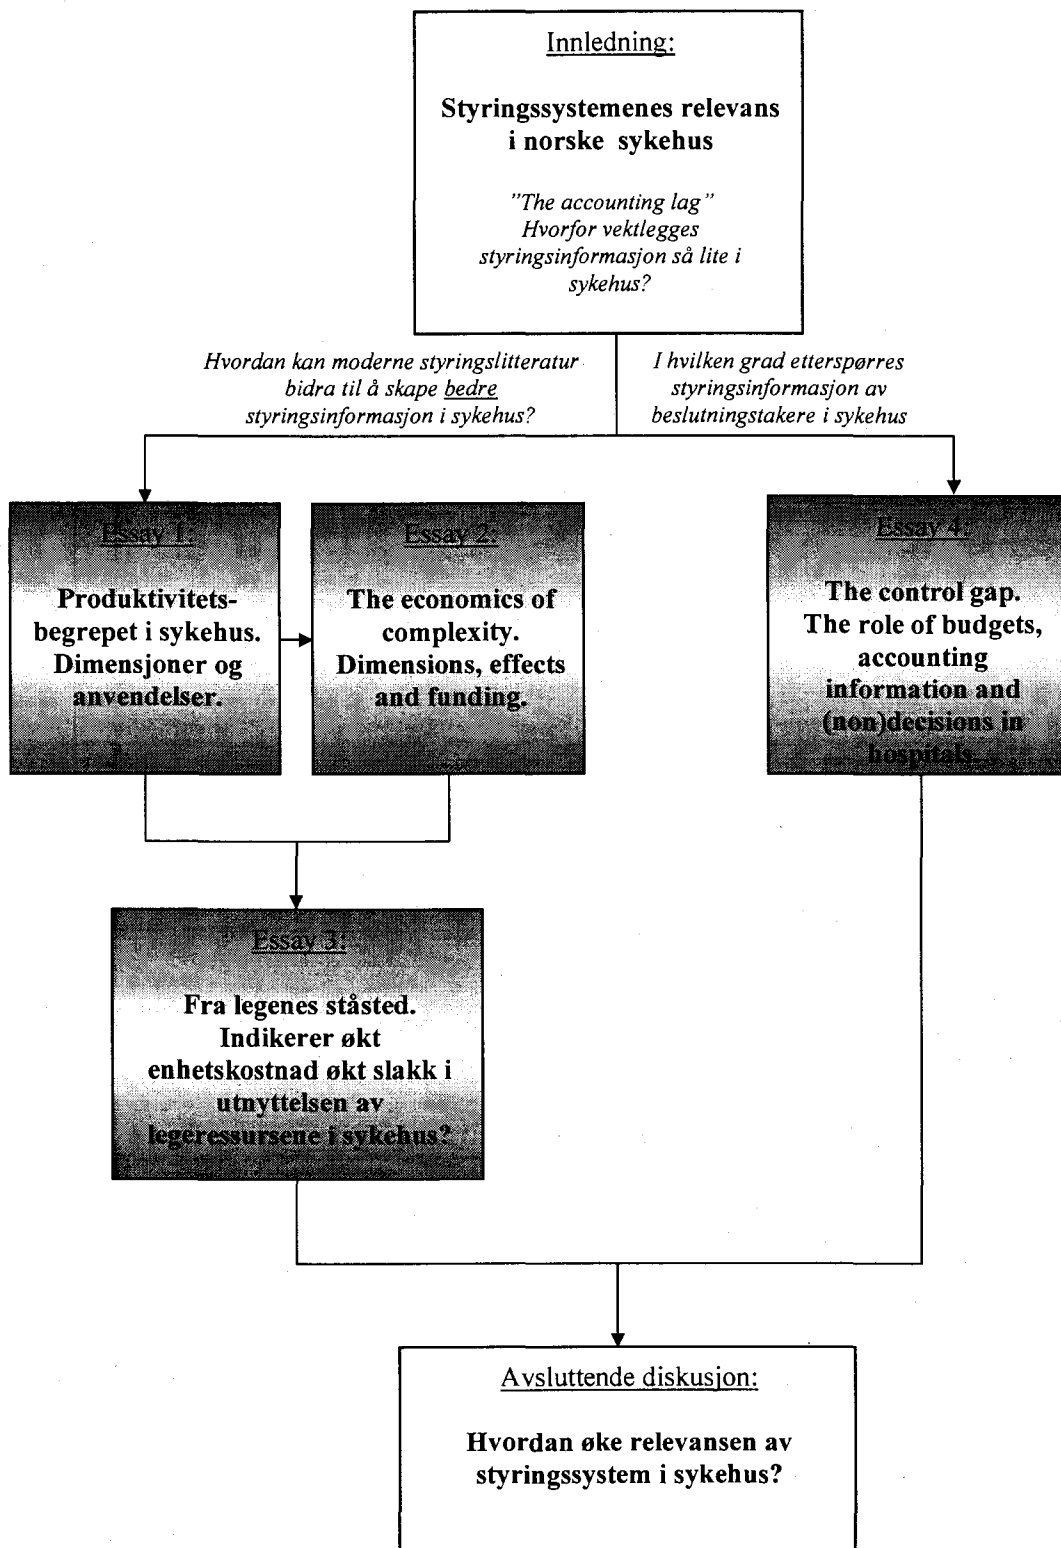 Innledning:
Styringssystemenes relevans
i norske sykehus
"The accounting lag"
Hvorfor vektlegges
styringsinformasjon så lite i
sykehus?
Hvordan kan moderne styringslitteratur
bidra til å skape bedre
styringsinformasjon i sykehus?
I hvilken grad etterspørres
styringsinformasjon av
beslutningstakere i sykehus
Essay 1:
Produktivitets-
begrepet i sykehus.
Dimensjoner og
anvendelser.
Essay 2:
The economics of
complexity.
Dimensions, effects
and funding.
Essay 4:
The control gap.
The role of budgets,
accounting
information and
(non)decisions in
hospitals.
Essay 3:
Fra legenes ståsted.
Indikerer økt
enhetskostnad økt slakk i
utnyttelsen av
legeressursene i sykehus?
Avsluttende diskusjon:
Hvordan øke relevansen av
styringssystem i sykehus?